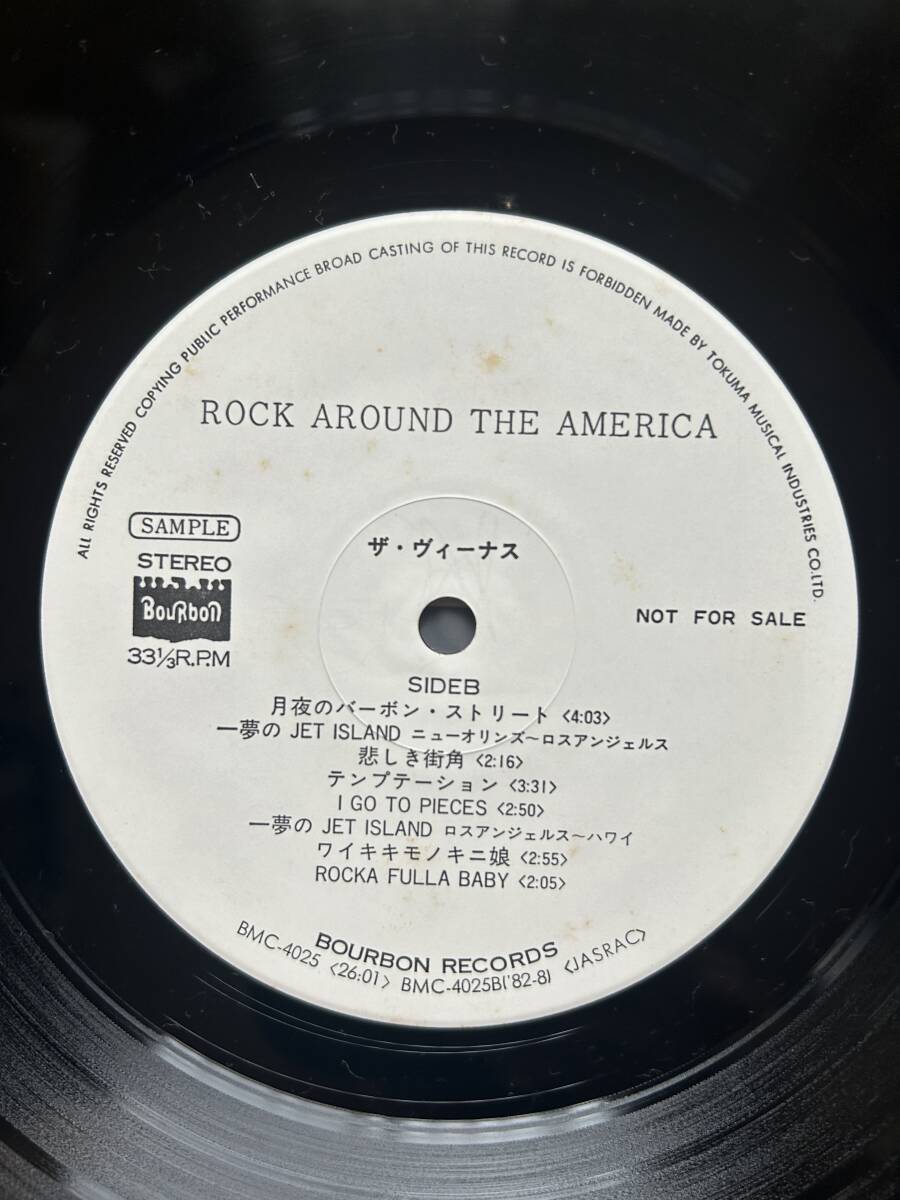 ALL RIGHTS RESERVED COPYING PUBLIC PERFORMANCE BROAD CASTING OF THIS RECORD IS FORBIDDEN MADE BY TOKUMA MUSICAL INDUSTRIES CO.LTD.
ROCK AROUND THE AMERICA
SAMPLE
STEREO
BouRbon
33⅓R.P.M
ザ・ヴィーナス
NOT FOR SALE
SIDEB
月夜のバーボン・ストリート〈4:03〉
―夢の JET ISLAND ニューオリンズ〜ロスアンジェルス
悲しき街角〈2:16〉
テンプテーション〈3:31〉
I GO TO PIECES〈2:50〉
―夢の JET ISLAND ロスアンジェルス〜ハワイ
ワイキキモノキニ娘〈2:55〉
ROCKA FULLA BABY〈2:05〉
BOURBON RECORDS
BMC-4025〈26:01〉BMC-4025B('82-8)〈JASRAC〉